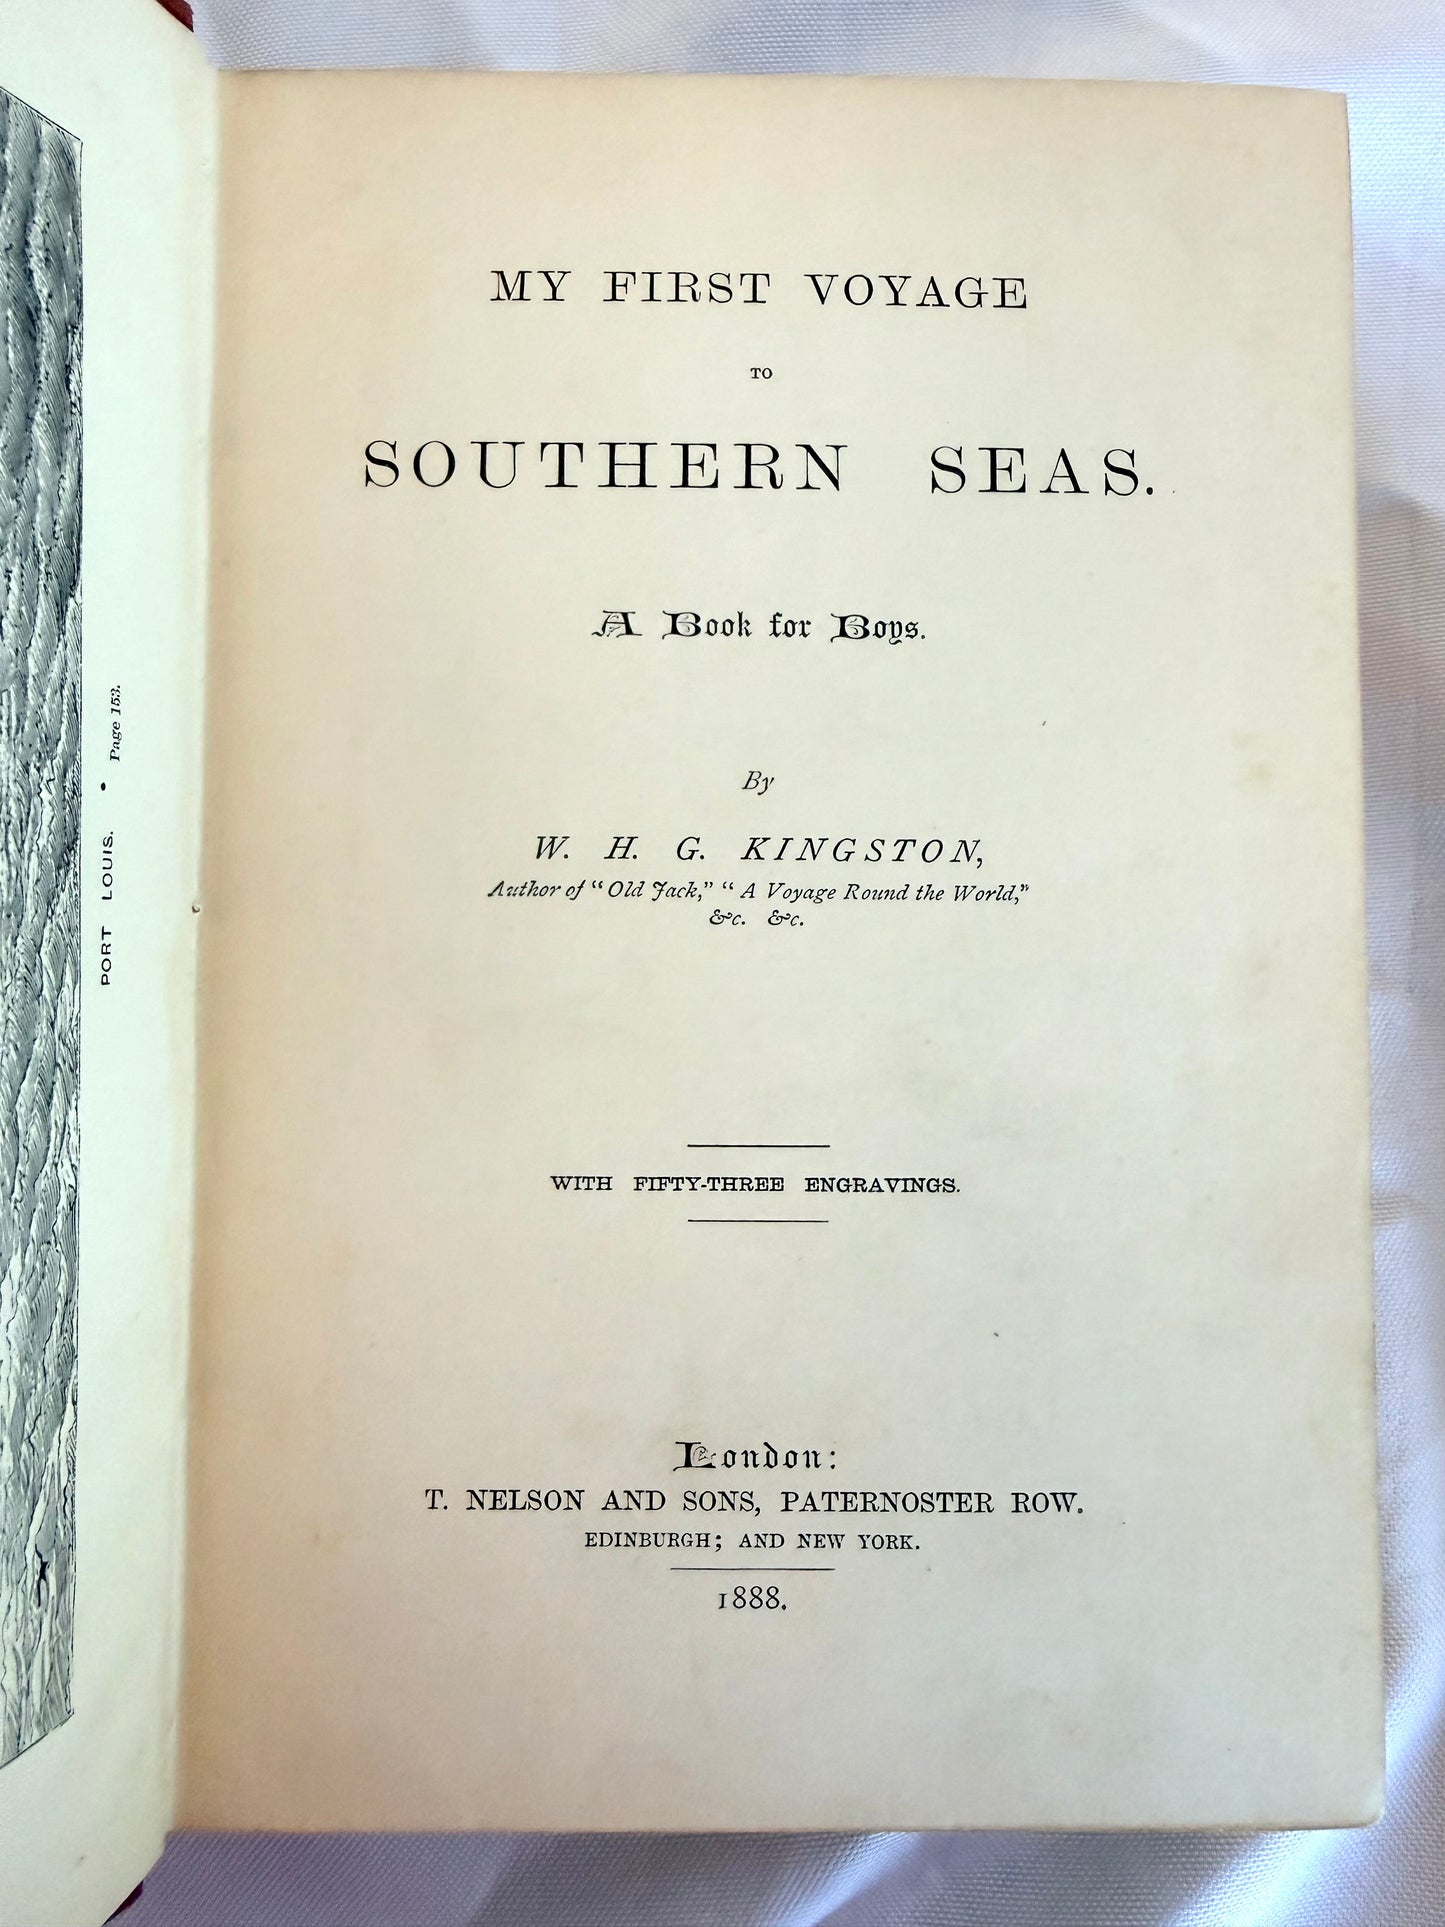 PORT LOUIS. Page 153.
MY FIRST VOYAGE
TO
SOUTHERN SEAS.
A Book for Boys.
By
W. H. G. KINGSTON,
Author of "Old Jack," "A Voyage Round the World,"
&c. &c.
WITH FIFTY-THREE ENGRAVINGS.
London:
T. NELSON AND SONS, PATERNOSTER ROW.
EDINBURGH; AND NEW YORK.
1888.